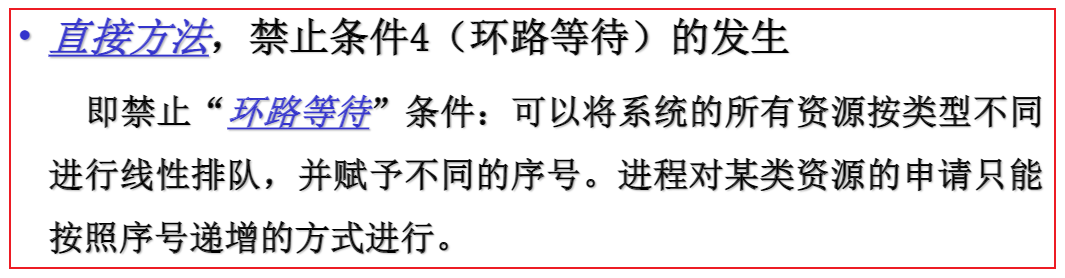 • 直接方法，禁止条件4（环路等待）的发生
即禁止“环路等待”条件：可以将系统的所有资源按类型不同
进行线性排队，并赋予不同的序号。进程对某类资源的申请只能
按照序号递增的方式进行。